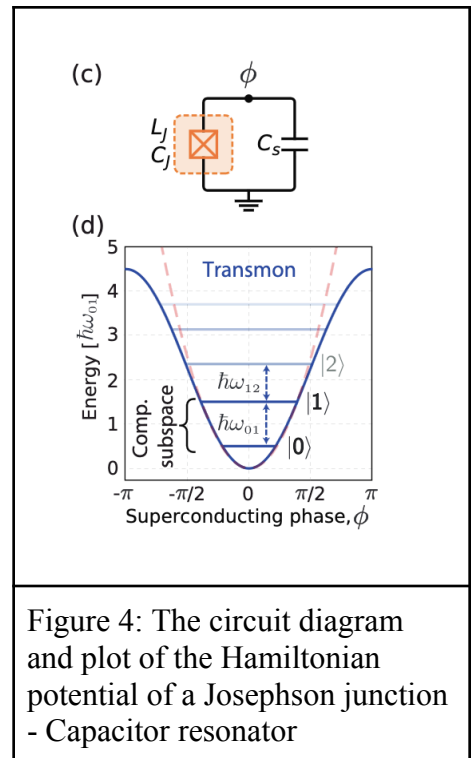 (c)
ϕ
L_J
C_J
C_s
(d)
Transmon
Energy [ℏω₀₁]
5
4
3
2
1
0
|2⟩
ℏω₁₂
|1⟩
Comp.
subspace
ℏω₀₁
|0⟩
-π -π/2 0 π/2 π
Superconducting phase, ϕ
Figure 4: The circuit diagram
and plot of the Hamiltonian
potential of a Josephson junction
- Capacitor resonator